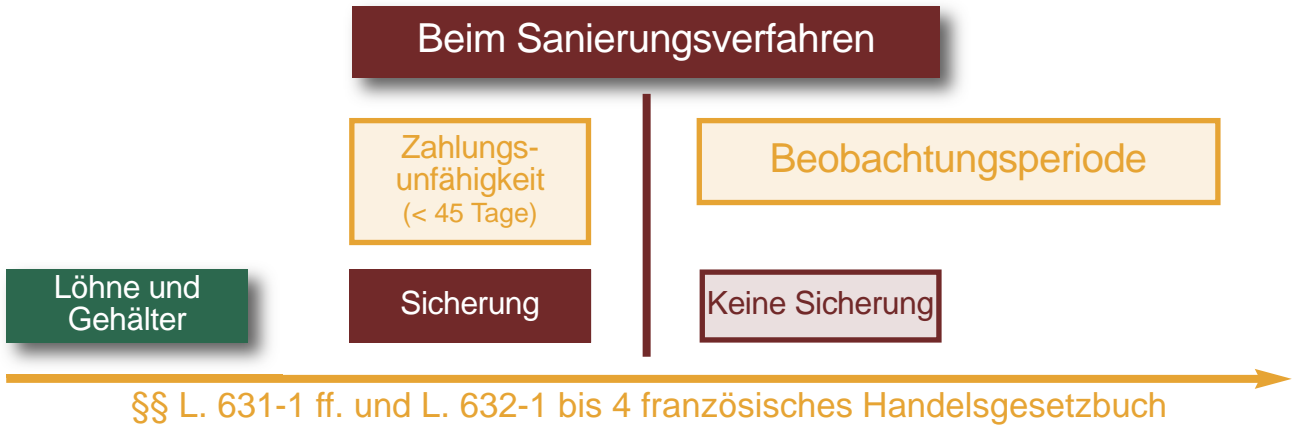 Beim Sanierungsverfahren
Zahlungs-
unfähigkeit
(< 45 Tage)
Beobachtungsperiode
Löhne und
Gehälter
Sicherung
Keine Sicherung
§§ L. 631-1 ff. und L. 632-1 bis 4 französisches Handelsgesetzbuch